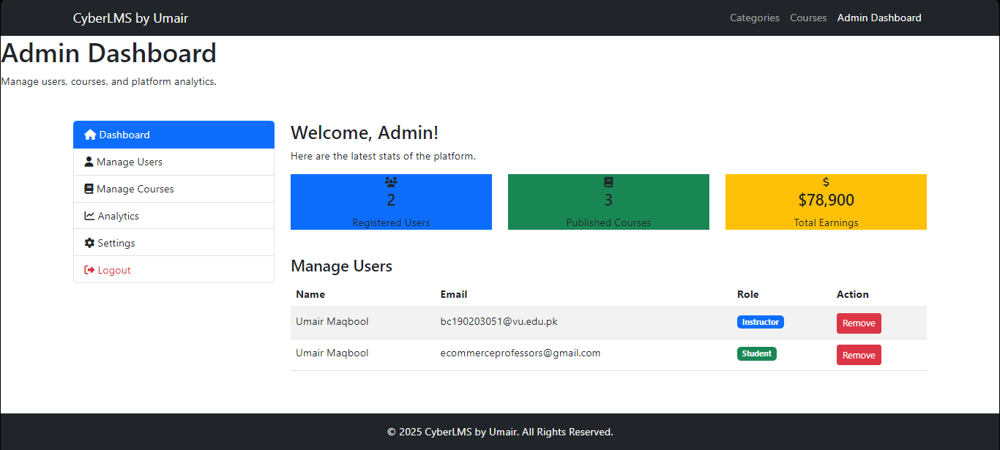 CyberLMS by Umair
Categories Courses Admin Dashboard
Admin Dashboard
Manage users, courses, and platform analytics.
Dashboard
Manage Users
Manage Courses
Analytics
Settings
Logout
Welcome, Admin!
Here are the latest stats of the platform.
2
Registered Users
3
Published Courses
$
$78,900
Total Earnings
Manage Users
Name Email Role Action
Umair Maqbool bc190203051@vu.edu.pk Instructor Remove
Umair Maqbool ecommerceprofessors@gmail.com Student Remove
© 2025 CyberLMS by Umair. All Rights Reserved.